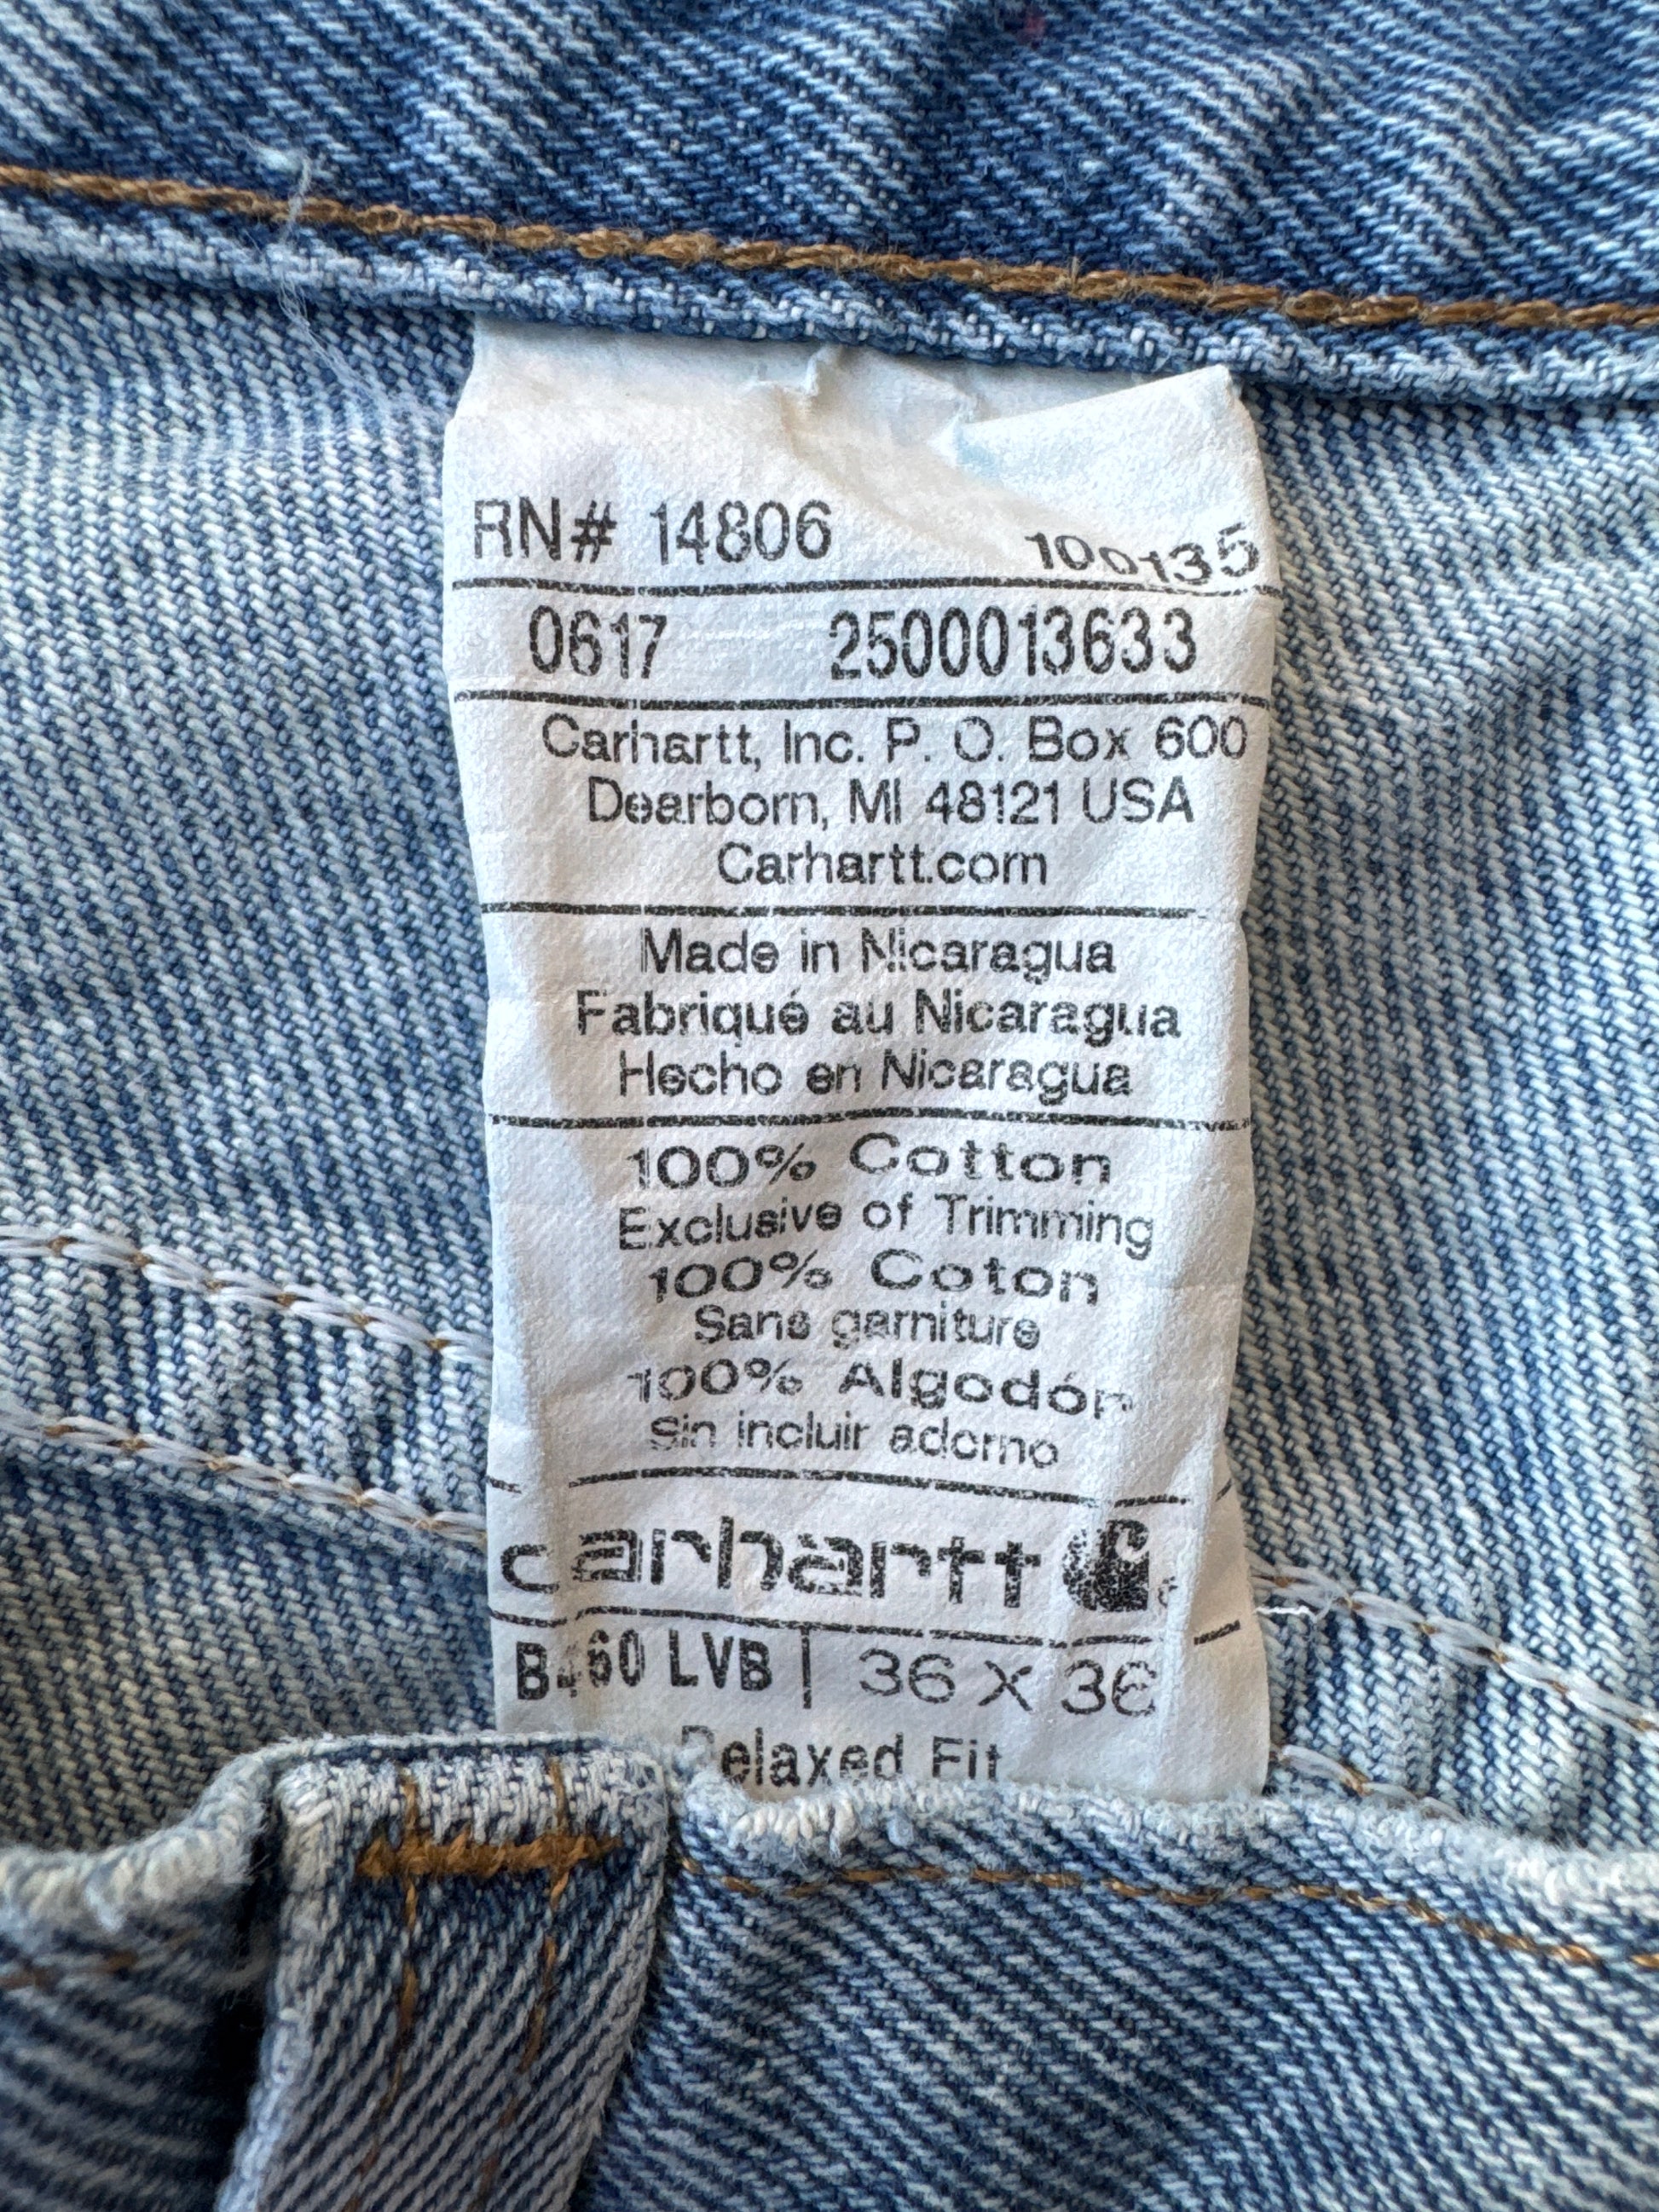 RN# 14806 100135
0617 2500013633
Carhartt, Inc. P. O. Box 600
Dearborn, MI 48121 USA
Carhartt.com
Made in Nicaragua
Fabriqué au Nicaragua
Hecho en Nicaragua
100% Cotton
Exclusive of Trimming
100% Coton
Sans garniture
100% Algodón
Sin incluir adorno
carhartt
B460 LVB | 36 x 36
Relaxed Fit